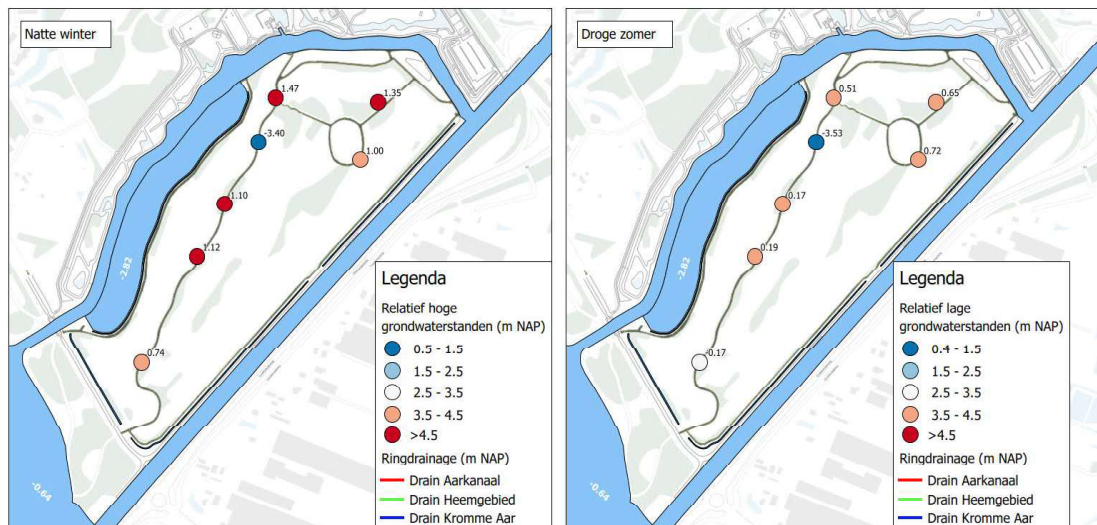 Natte winter
1.47
1.35
-3.40
1.00
1.10
1.12
-2.82
0.74
-0.64
Legenda
Relatief hoge
grondwaterstanden (m NAP)
0.5 - 1.5
1.5 - 2.5
2.5 - 3.5
3.5 - 4.5
>4.5
Ringdrainage (m NAP)
Drain Aarkanaal
Drain Heemgebied
Drain Kromme Aar
Droge zomer
0.51
0.65
-3.53
0.72
0.17
0.19
-2.82
-0.17
-0.64
Legenda
Relatief lage
grondwaterstanden (m NAP)
0.4 - 1.5
1.5 - 2.5
2.5 - 3.5
3.5 - 4.5
>4.5
Ringdrainage (m NAP)
Drain Aarkanaal
Drain Heemgebied
Drain Kromme Aar